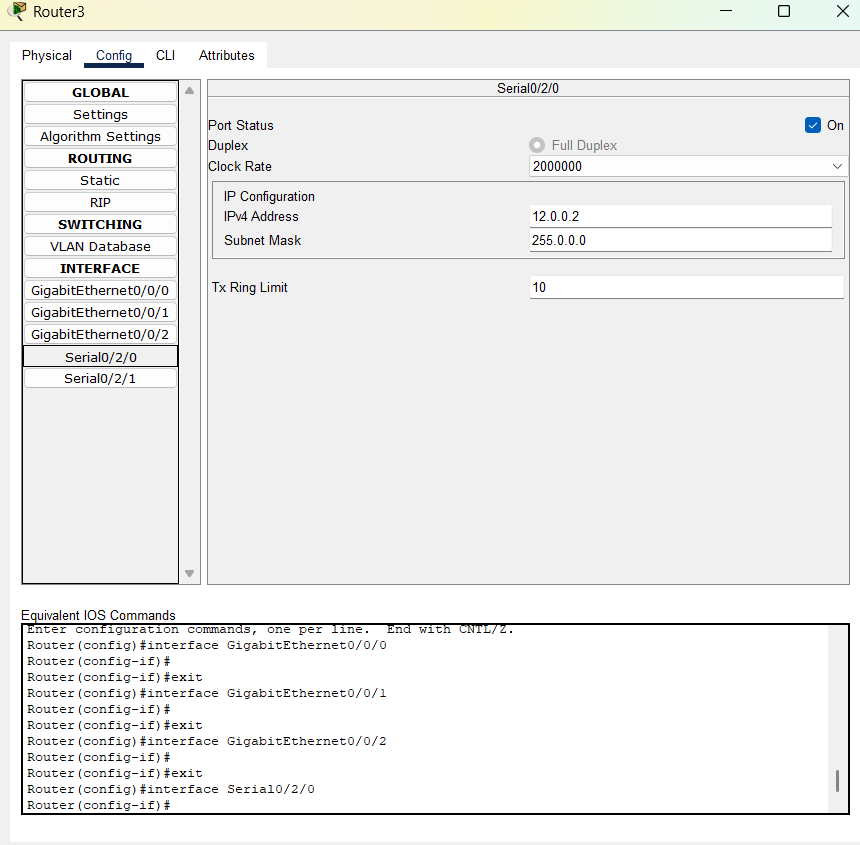 Router3
Physical Config CLI Attributes
GLOBAL
Settings
Algorithm Settings
ROUTING
Static
RIP
SWITCHING
VLAN Database
INTERFACE
GigabitEthernet0/0/0
GigabitEthernet0/0/1
GigabitEthernet0/0/2
Serial0/2/0
Serial0/2/1
Serial0/2/0
Port Status On
Duplex Full Duplex
Clock Rate 2000000
IP Configuration
IPv4 Address 12.0.0.2
Subnet Mask 255.0.0.0
Tx Ring Limit 10
Equivalent IOS Commands
Enter configuration commands, one per line.  End with CNTL/Z.
Router(config)#interface GigabitEthernet0/0/0
Router(config-if)#
Router(config-if)#exit
Router(config)#interface GigabitEthernet0/0/1
Router(config-if)#
Router(config-if)#exit
Router(config)#interface GigabitEthernet0/0/2
Router(config-if)#
Router(config-if)#exit
Router(config)#interface Serial0/2/0
Router(config-if)#